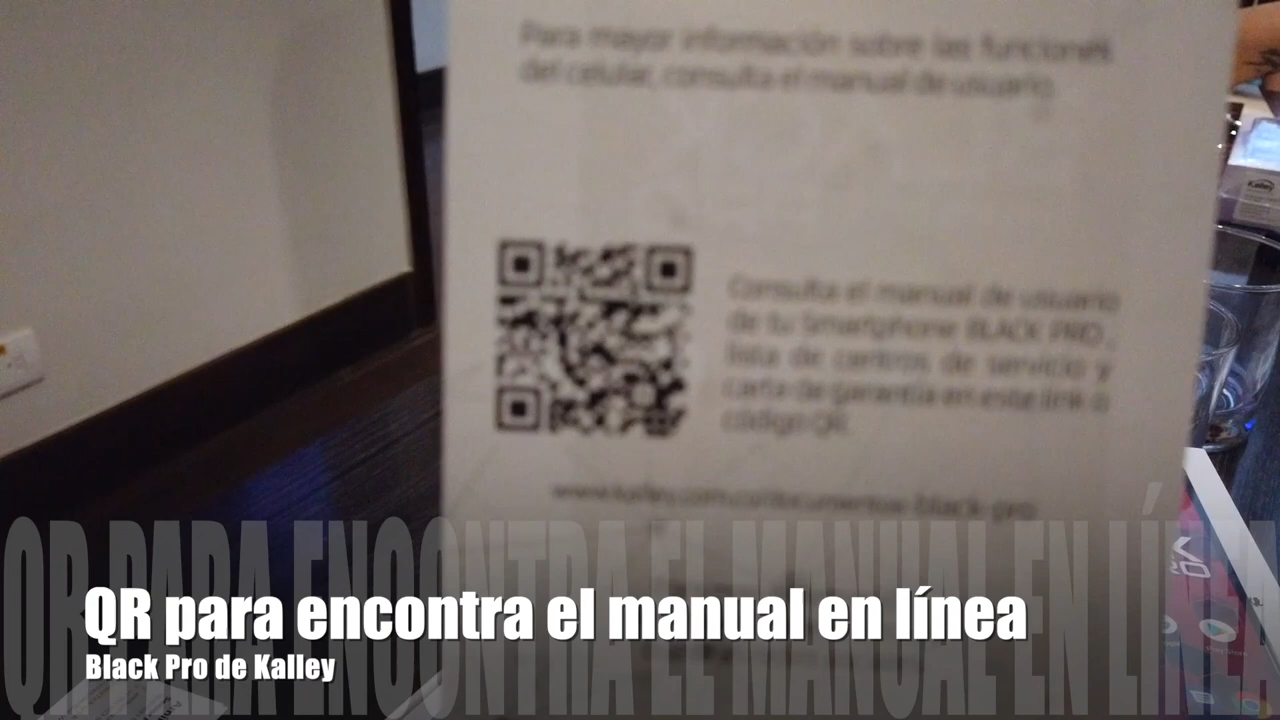 Para mayor información sobre las funciones
del celular, consulta el manual de usuario.
Consulta el manual de usuario
de tu Smartphone BLACK PRO,
lista de centros de servicio y
carta de garantía en este link o
código QR.
QR PARA ENCONTRA EL MANUAL EN LÍNEA
QR para encontra el manual en línea
Black Pro de Kalley